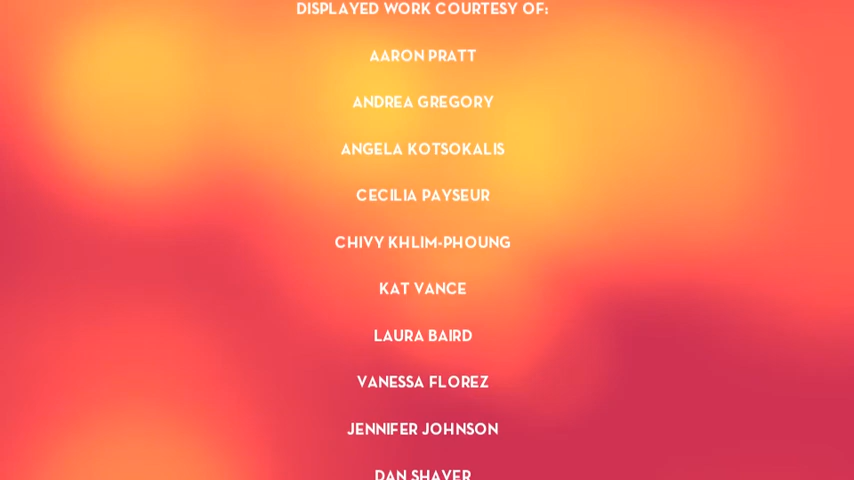 DISPLAYED WORK COURTESY OF:
AARON PRATT
ANDREA GREGORY
ANGELA KOTSOKALIS
CECILIA PAYSEUR
CHIVY KHLIM-PHOUNG
KAT VANCE
LAURA BAIRD
VANESSA FLOREZ
JENNIFER JOHNSON
DAN SHAVER